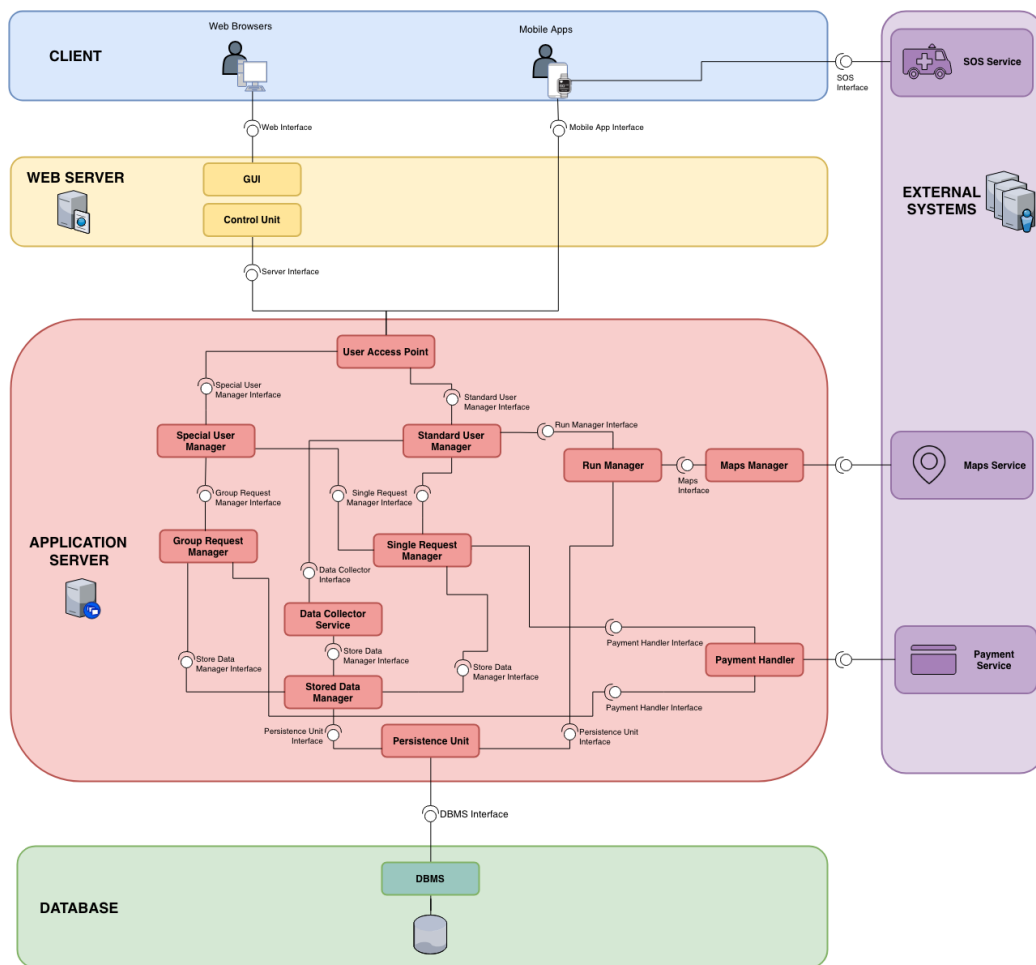 Web Browsers
Mobile Apps
CLIENT
SOS Service
SOS
Interface
Web Interface
Mobile App Interface
WEB SERVER
GUI
Control Unit
EXTERNAL
SYSTEMS
Server Interface
User Access Point
Special User
Manager Interface
Standard User
Manager Interface
Special User
Manager
Standard User
Manager
Run Manager Interface
Run Manager
Maps
Interface
Maps Manager
Maps Service
Group Request
Manager Interface
Single Request
Manager Interface
APPLICATION
SERVER
Group Request
Manager
Single Request
Manager
Data Collector
Interface
Data Collector
Service
Payment Handler Interface
Store Data
Manager Interface
Store Data
Manager Interface
Store Data
Manager Interface
Payment Handler
Payment
Service
Stored Data
Manager
Payment Handler Interface
Persistence Unit
Interface
Persistence Unit
Persistence Unit
Interface
DBMS Interface
DBMS
DATABASE